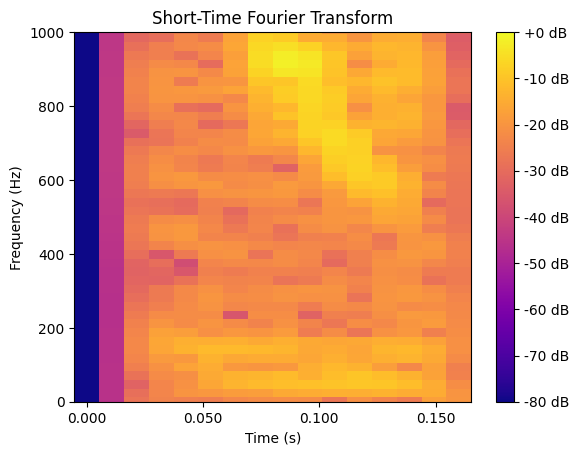 Short-Time Fourier Transform
1000
800
600
400
200
0
Frequency (Hz)
0.000
0.050
0.100
0.150
Time (s)
+0 dB
-10 dB
-20 dB
-30 dB
-40 dB
-50 dB
-60 dB
-70 dB
-80 dB